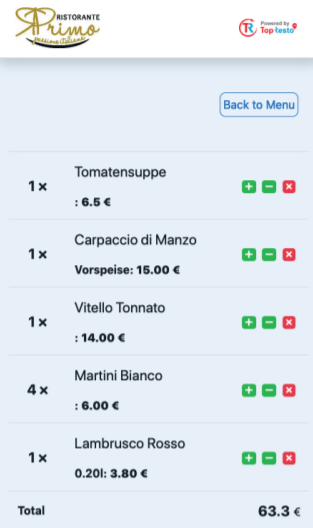 RISTORANTE
Primo
passione italiana
Powered by
Top resto
Back to Menu
1 ×
Tomatensuppe
: 6.5 €
1 ×
Carpaccio di Manzo
Vorspeise: 15.00 €
1 ×
Vitello Tonnato
: 14.00 €
4 ×
Martini Bianco
: 6.00 €
1 ×
Lambrusco Rosso
0.20l: 3.80 €
Total
63.3 €